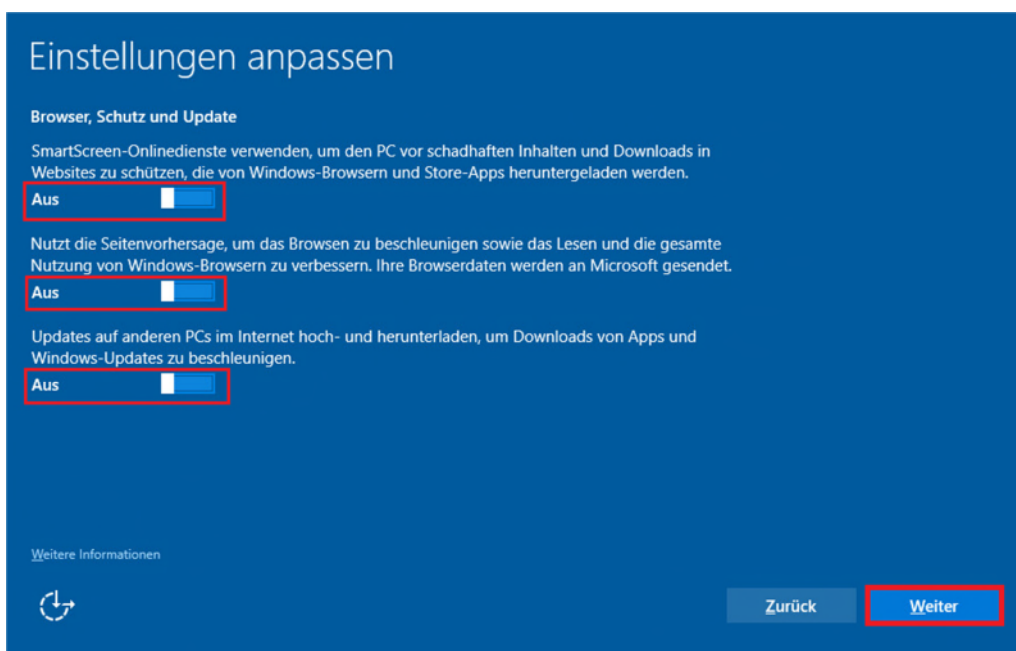 Einstellungen anpassen
Browser, Schutz und Update
SmartScreen-Onlinedienste verwenden, um den PC vor schadhaften Inhalten und Downloads in
Websites zu schützen, die von Windows-Browsern und Store-Apps heruntergeladen werden.
Aus
Nutzt die Seitenvorhersage, um das Browsen zu beschleunigen sowie das Lesen und die gesamte
Nutzung von Windows-Browsern zu verbessern. Ihre Browserdaten werden an Microsoft gesendet.
Aus
Updates auf anderen PCs im Internet hoch- und herunterladen, um Downloads von Apps und
Windows-Updates zu beschleunigen.
Aus
Weitere Informationen
Zurück
Weiter